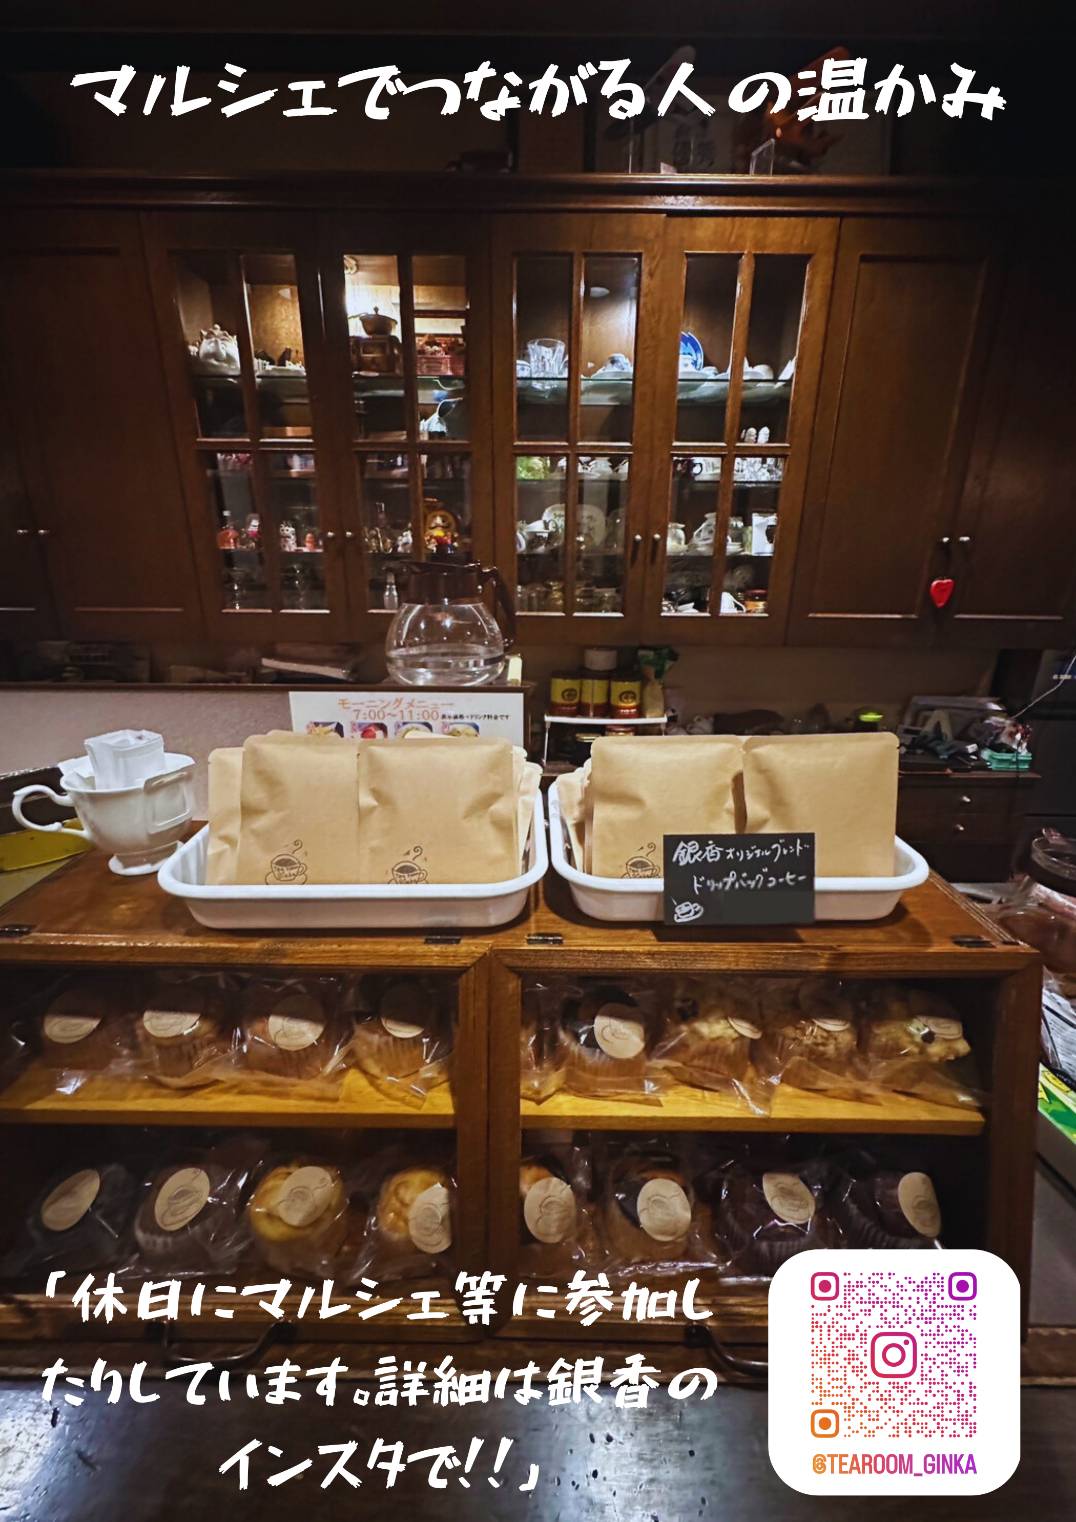 マルシェでつながる人の温かみ
モーニングメニュー
7:00〜11:00
銀香オリジナルブレンド
ドリップバッグコーヒー
「休日にマルシェ等に参加し
たりしています。詳細は銀香の
インスタで!!」
@TEAROOM_GINKA